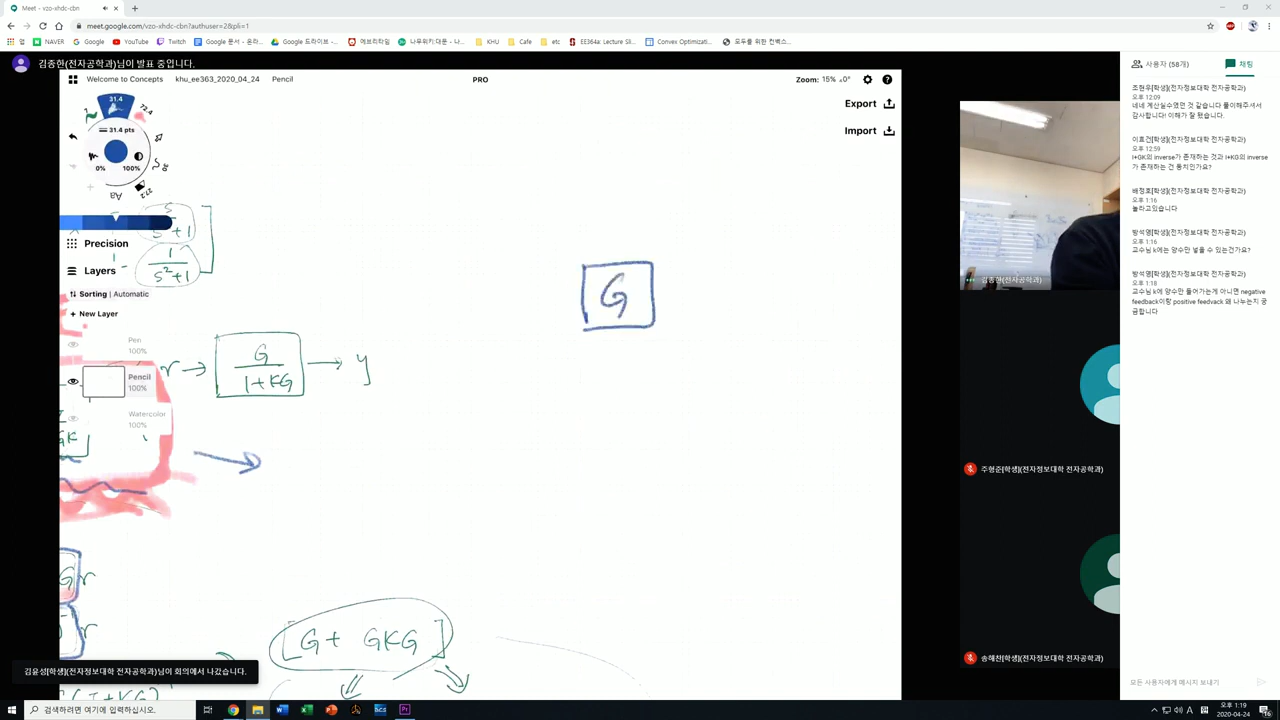 Meet - vzo-xhdc-cbn
meet.google.com/vzo-xhdc-cbn?authuser=2&pli=1
앱 NAVER Google YouTube Twitch Google 문서 - 온라... Google 드라이브 -... 에브리타임 나무위키:대문 - 나... KHU Cafe etc EE364a: Lecture Sli... Convex Optimizati... 모두를 위한 컨벡스...
김종한(전자공학과)님이 발표 중입니다.
Welcome to Concepts khu_ee363_2020_04_24 Pencil PRO Zoom: 15%
Export
Import
31.4
72.4
31.4 pts
0% 100%
Aa
Precision
Layers
Sorting | Automatic
+ New Layer
Pen
100%
Pencil
100%
Watercolor
100%
1
s²+1
G
r → G / 1+KG → y
GK
G r
r
[G + GKG]
김윤성[학생](전자정보대학 전자공학과)님이 회의에서 나갔습니다.
(I+KG)
김종한(전자공학과)
주형준[학생](전자정보대학 전자공학과)
송해찬[학생](전자정보대학 전자공학과)
사용자 (58개) 채팅
조현우[학생](전자정보대학 전자공학과)
오후 12:09
네네 계산실수였던 것 같습니다 풀이해주셔서
감사합니다! 이해가 잘 됐습니다.
이효건[학생](전자정보대학 전자공학과)
오후 12:59
I+GK의 inverse가 존재하는 것과 I+KG의 inverse
가 존재하는 건 동치인가요?
배정호[학생](전자정보대학 전자공학과)
오후 1:16
놀라고있습니다
방석영[학생](전자정보대학 전자공학과)
오후 1:16
교수님 k에는 양수만 넣을 수 있는건가요?
방석영[학생](전자정보대학 전자공학과)
오후 1:18
교수님 k에 양수만 들어가는게 아니면 negative
feedback이랑 positive feedvack 왜 나누는지 궁
금합니다
모든 사용자에게 메시지 보내기
검색하려면 여기에 입력하십시오.
오후 1:19
2020-04-24